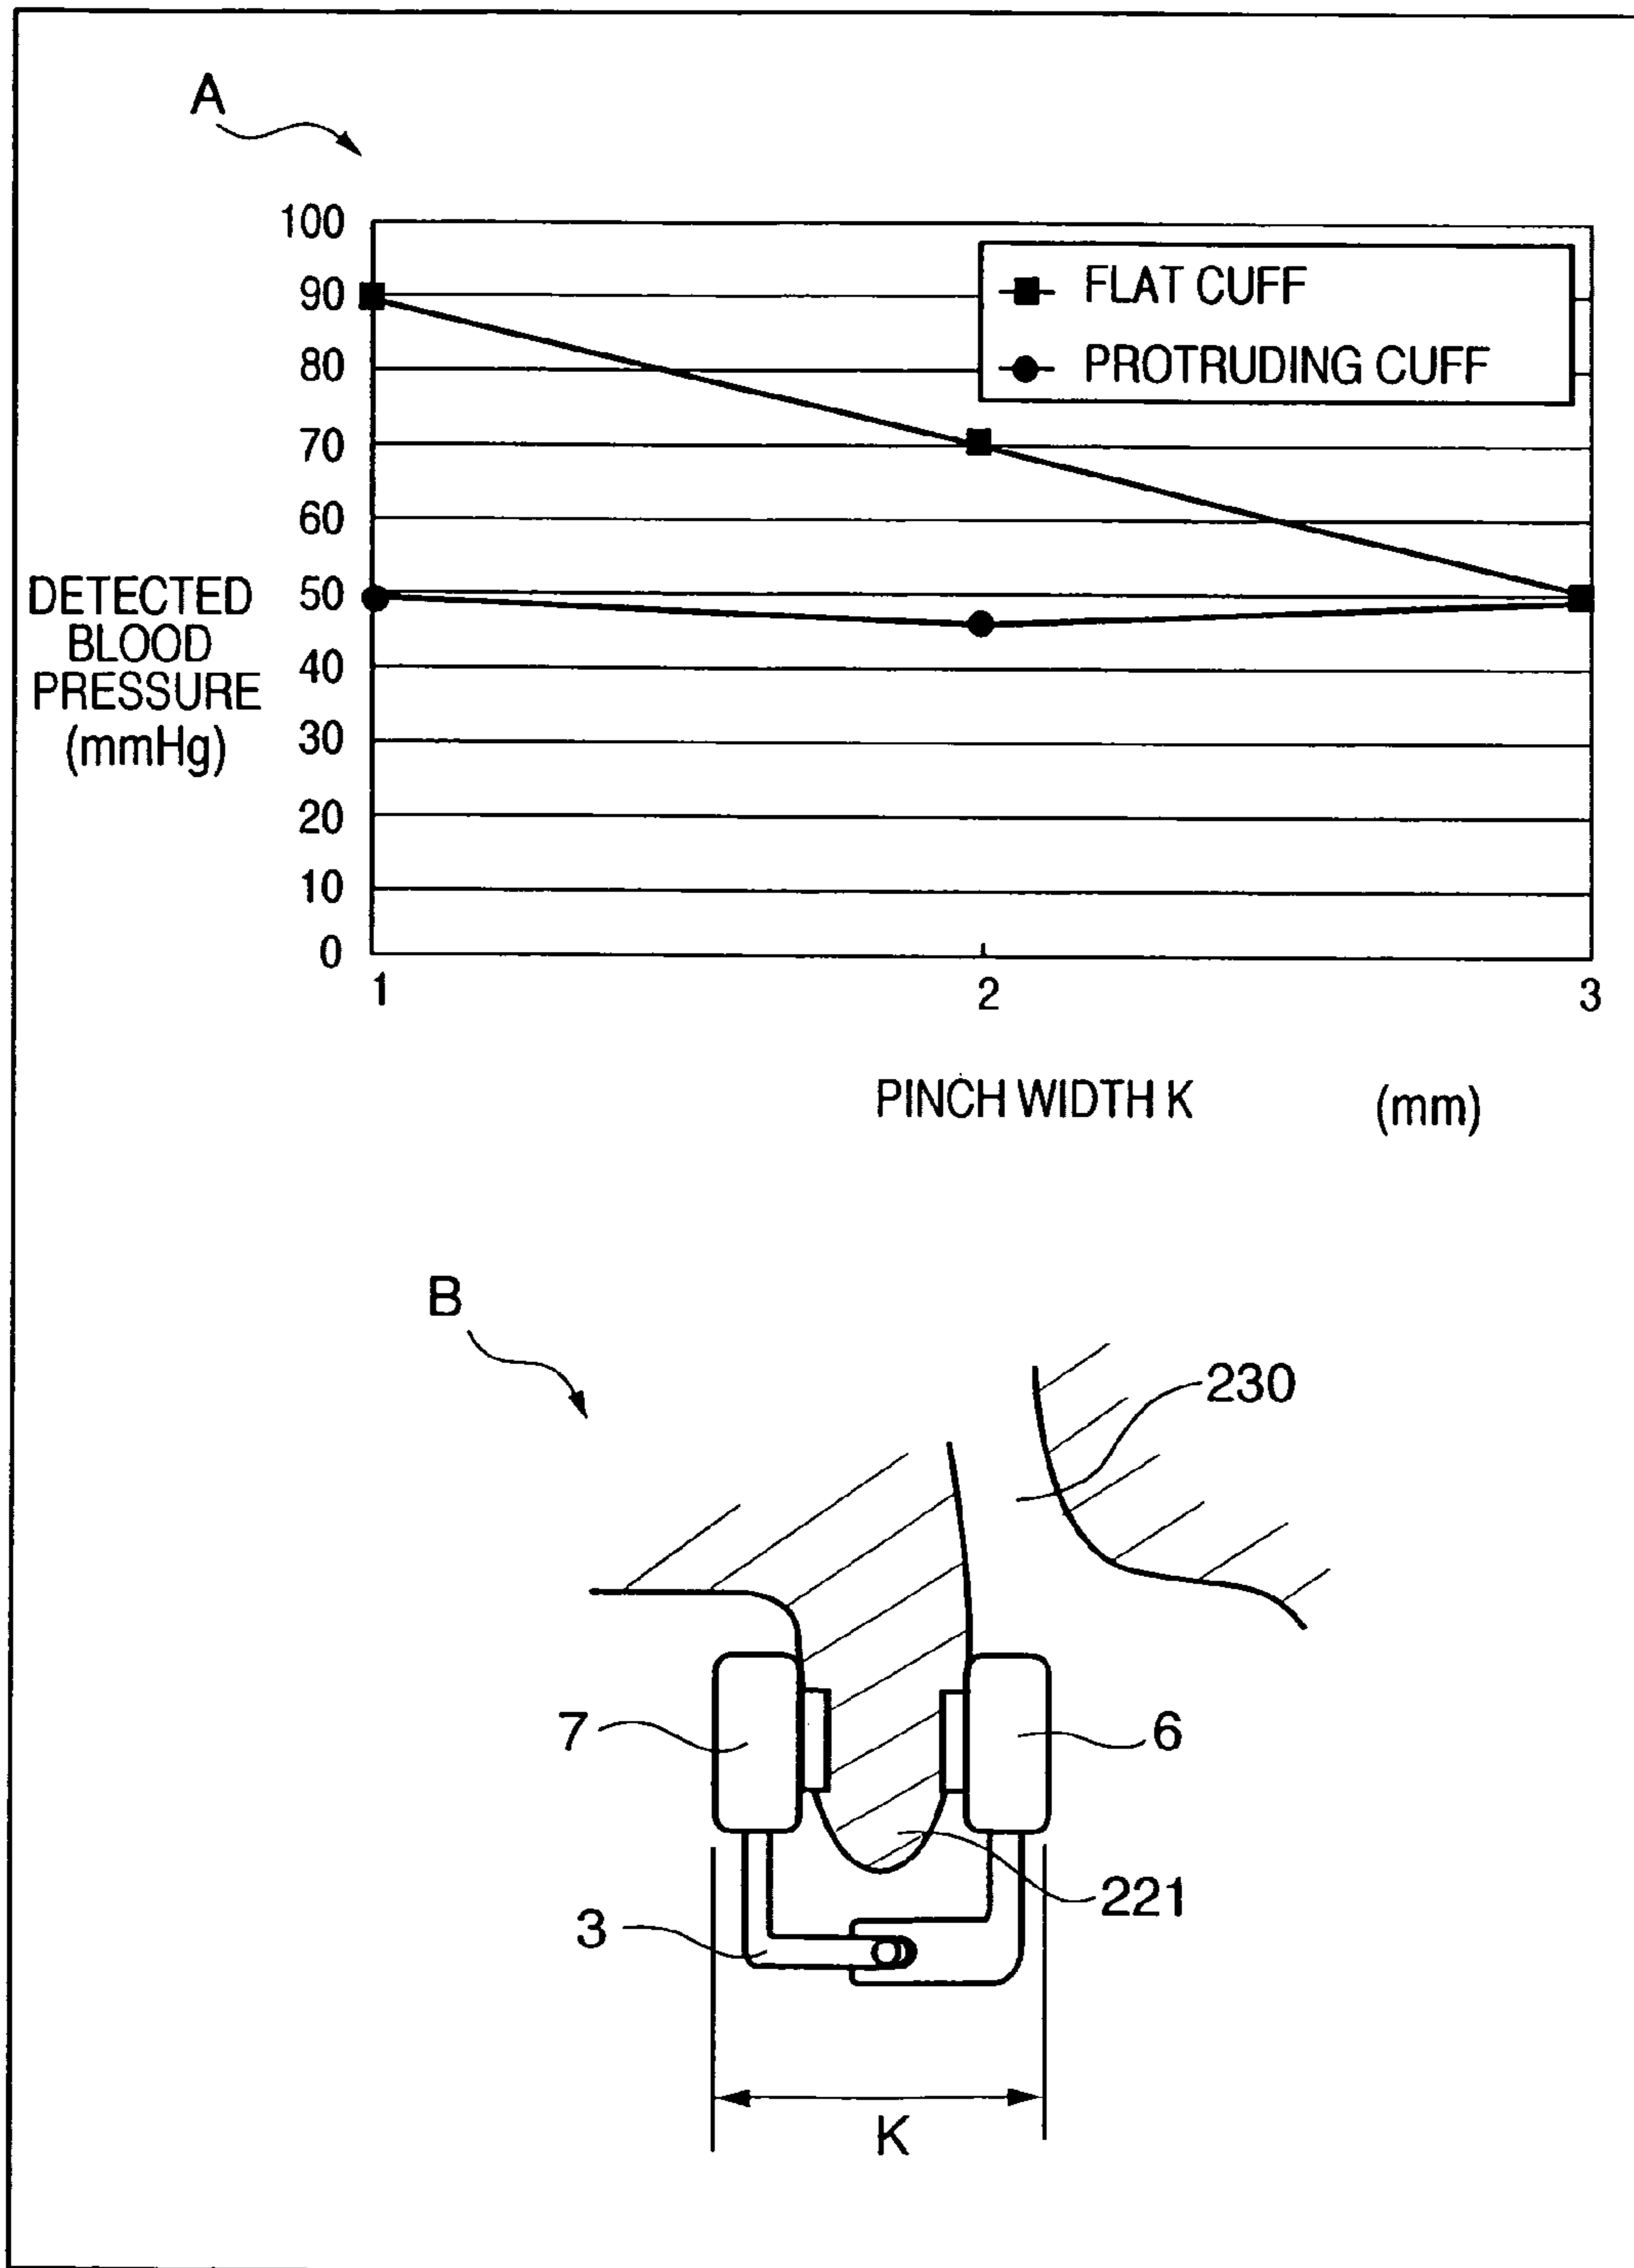 A
100
90
80
70
60
50
40
30
20
10
0
FLAT CUFF
PROTRUDING CUFF
DETECTED
BLOOD
PRESSURE
(mmHg)
1 2 3
PINCH WIDTH K (mm)
B
230
7
6
221
3
K